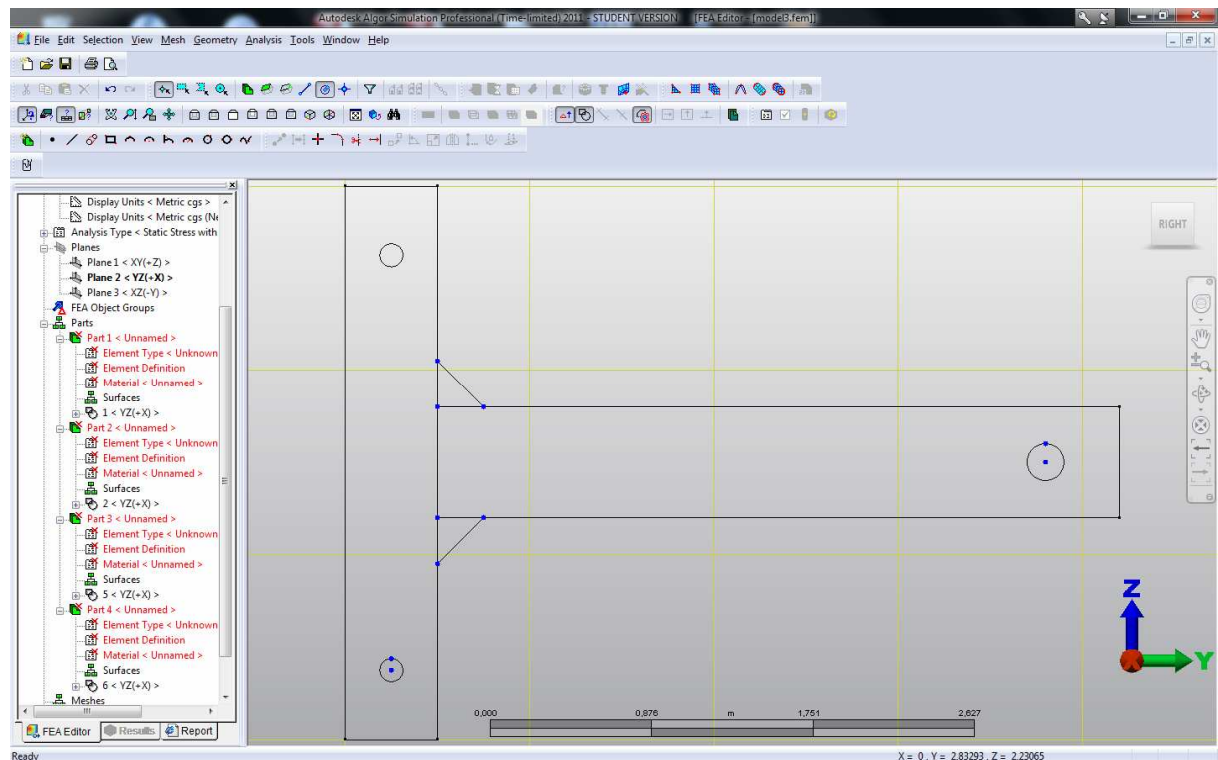 Autodesk Algor Simulation Professional (Time-limited) 2011 - STUDENT VERSION - [FEA Editor - [model3.fem]]
File Edit Selection View Mesh Geometry Analysis Tools Window Help
Display Units < Metric cgs >
Display Units < Metric cgs (Ne
Analysis Type < Static Stress with
Planes
Plane 1 < XY(+Z) >
Plane 2 < YZ(+X) >
Plane 3 < XZ(-Y) >
FEA Object Groups
Parts
Part 1 < Unnamed >
Element Type < Unknown
Element Definition
Material < Unnamed >
Surfaces
1 < YZ(+X) >
Part 2 < Unnamed >
Element Type < Unknown
Element Definition
Material < Unnamed >
Surfaces
2 < YZ(+X) >
Part 3 < Unnamed >
Element Type < Unknown
Element Definition
Material < Unnamed >
Surfaces
5 < YZ(+X) >
Part 4 < Unnamed >
Element Type < Unknown
Element Definition
Material < Unnamed >
Surfaces
6 < YZ(+X) >
Meshes
FEA Editor Results Report
RIGHT
Z
Y
0,000 0,876 m 1,751 2,627
Ready X = 0 , Y = 2.83293 , Z = 2.23065